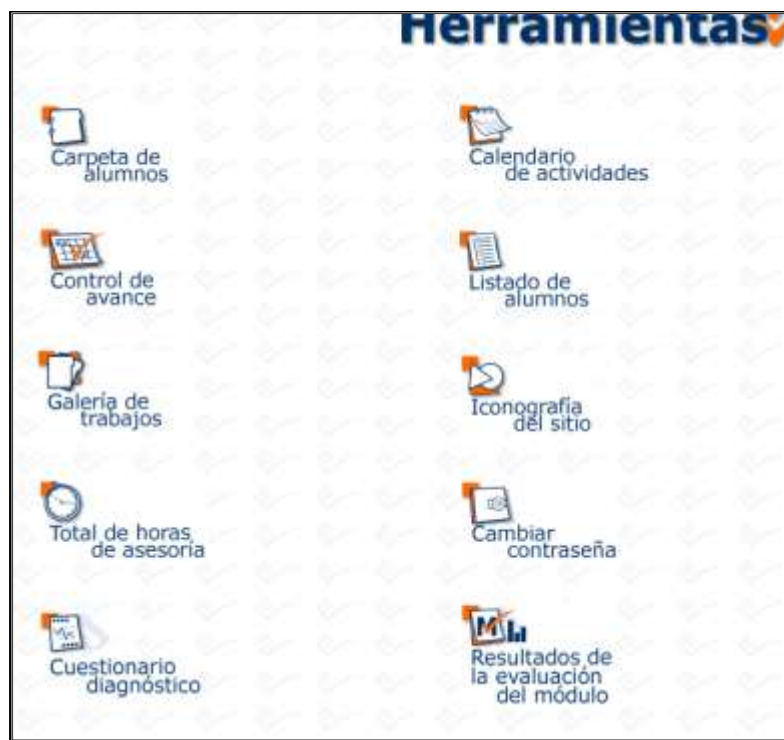 Herramientas
Carpeta de
alumnos
Calendario
de actividades
Control de
avance
Listado de
alumnos
Galería de
trabajos
Iconografía
del sitio
Total de horas
de asesoría
Cambiar
contraseña
Cuestionario
diagnóstico
Resultados de
la evaluación
del módulo